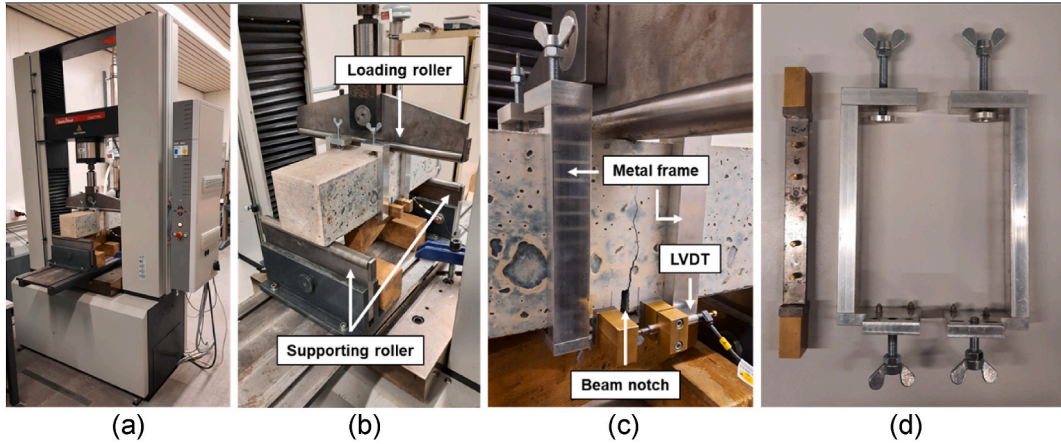 Loading roller
Supporting roller
Metal frame
LVDT
Beam notch
(a)
(b)
(c)
(d)